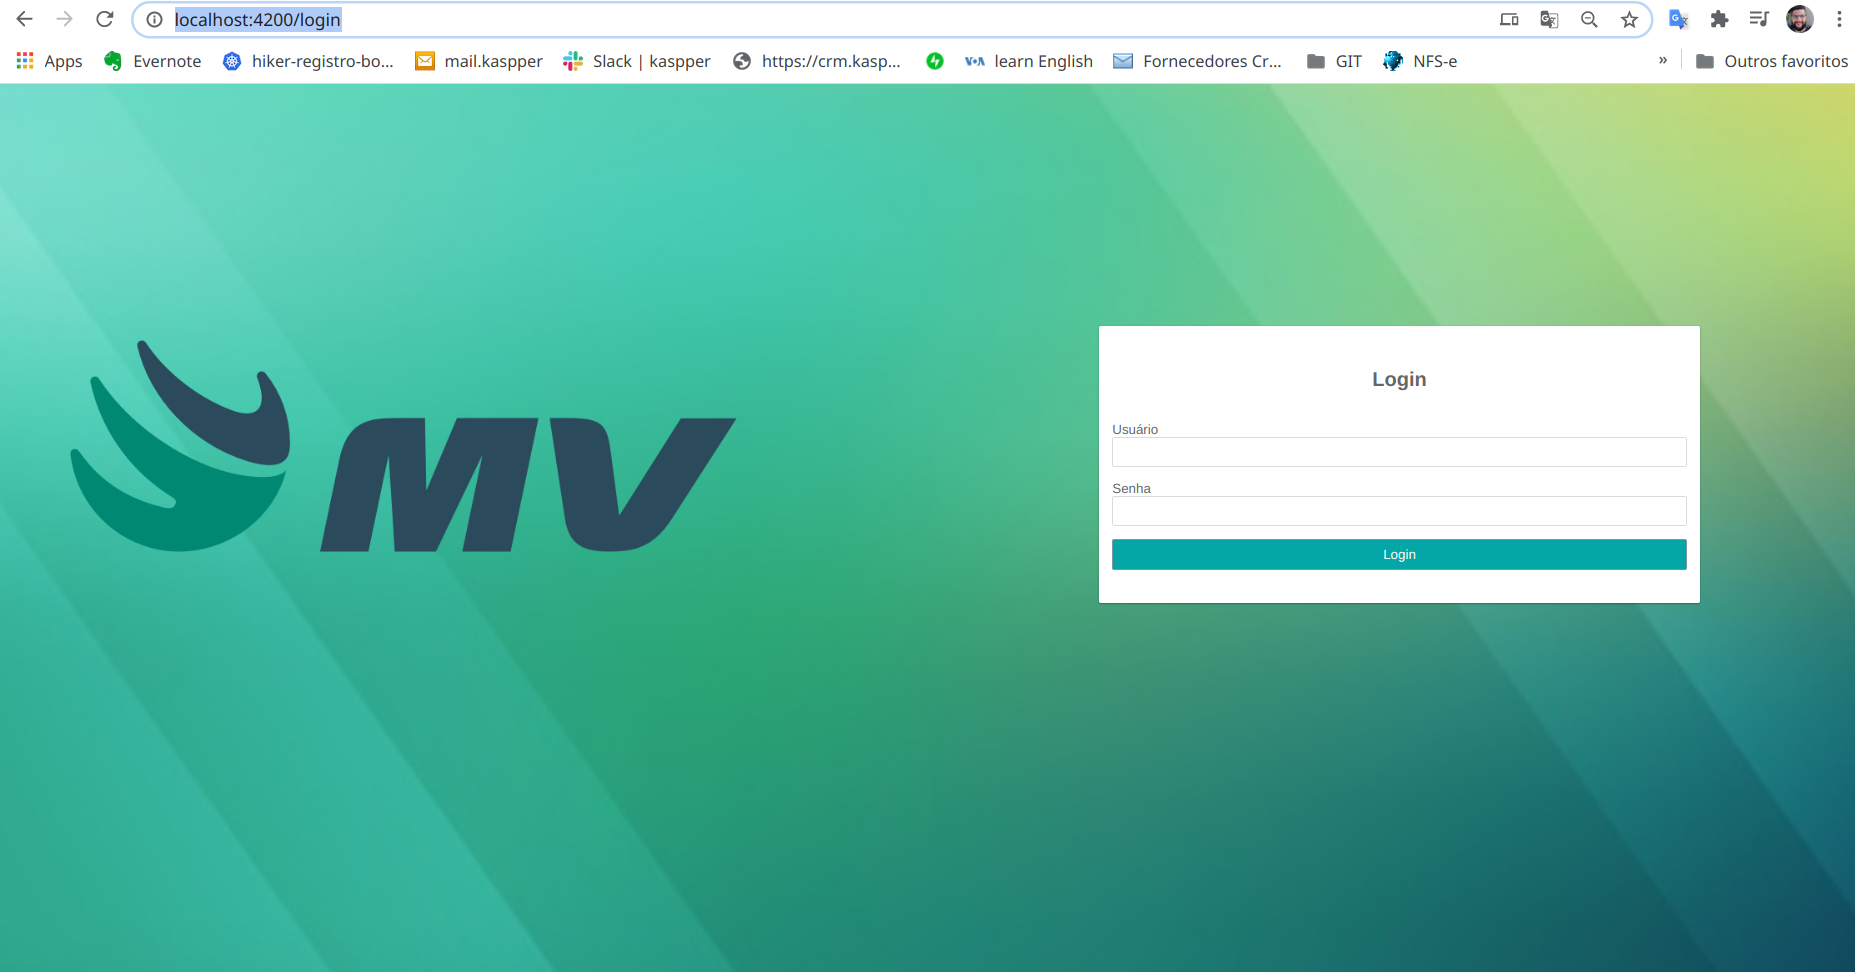 localhost:4200/login
Apps Evernote hiker-registro-bo... mail.kaspper Slack | kaspper https://crm.kasp... VOA learn English Fornecedores Cr... GIT NFS-e » Outros favoritos
MV
Login
Usuário
Senha
Login